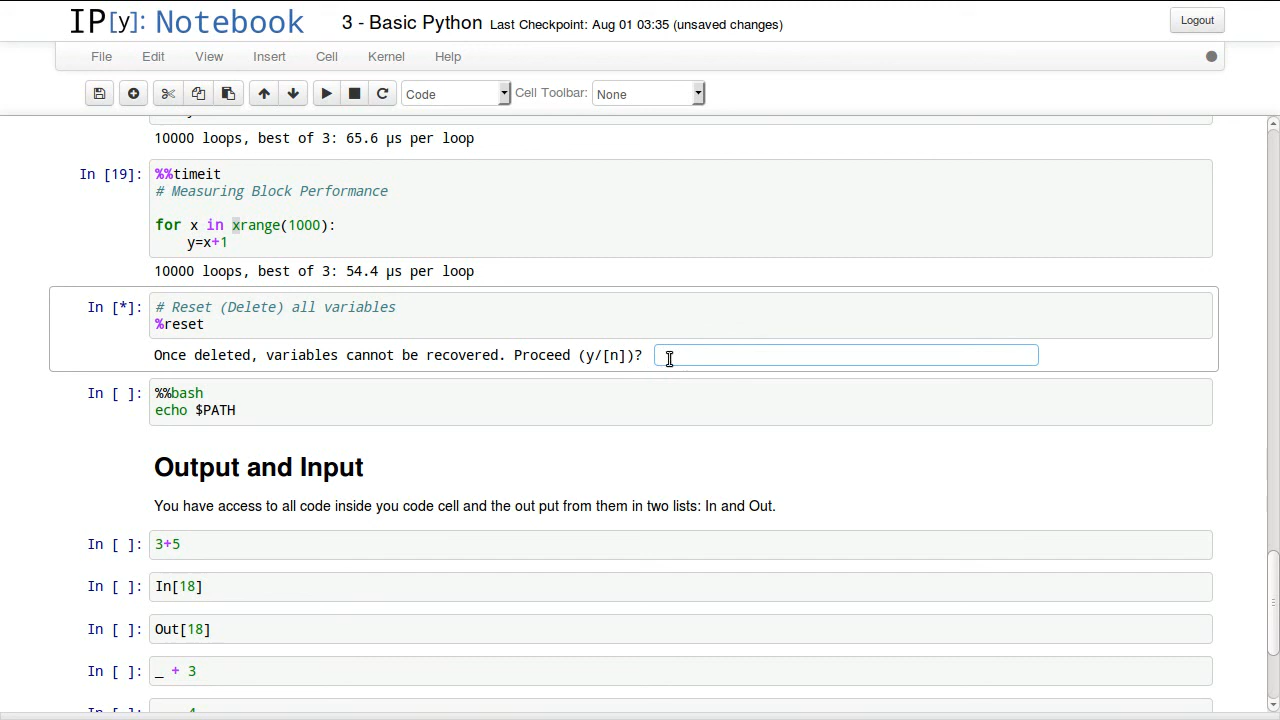 IP[y]: Notebook 3 - Basic Python Last Checkpoint: Aug 01 03:35 (unsaved changes) Logout
File Edit View Insert Cell Kernel Help
Code Cell Toolbar: None
10000 loops, best of 3: 65.6 µs per loop
In [19]: %%timeit
# Measuring Block Performance
for x in xrange(1000):
y=x+1
10000 loops, best of 3: 54.4 µs per loop
In [*]: # Reset (Delete) all variables
%reset
Once deleted, variables cannot be recovered. Proceed (y/[n])?
In [ ]: %%bash
echo $PATH
Output and Input
You have access to all code inside you code cell and the out put from them in two lists: In and Out.
In [ ]: 3+5
In [ ]: In[18]
In [ ]: Out[18]
In [ ]: _ + 3